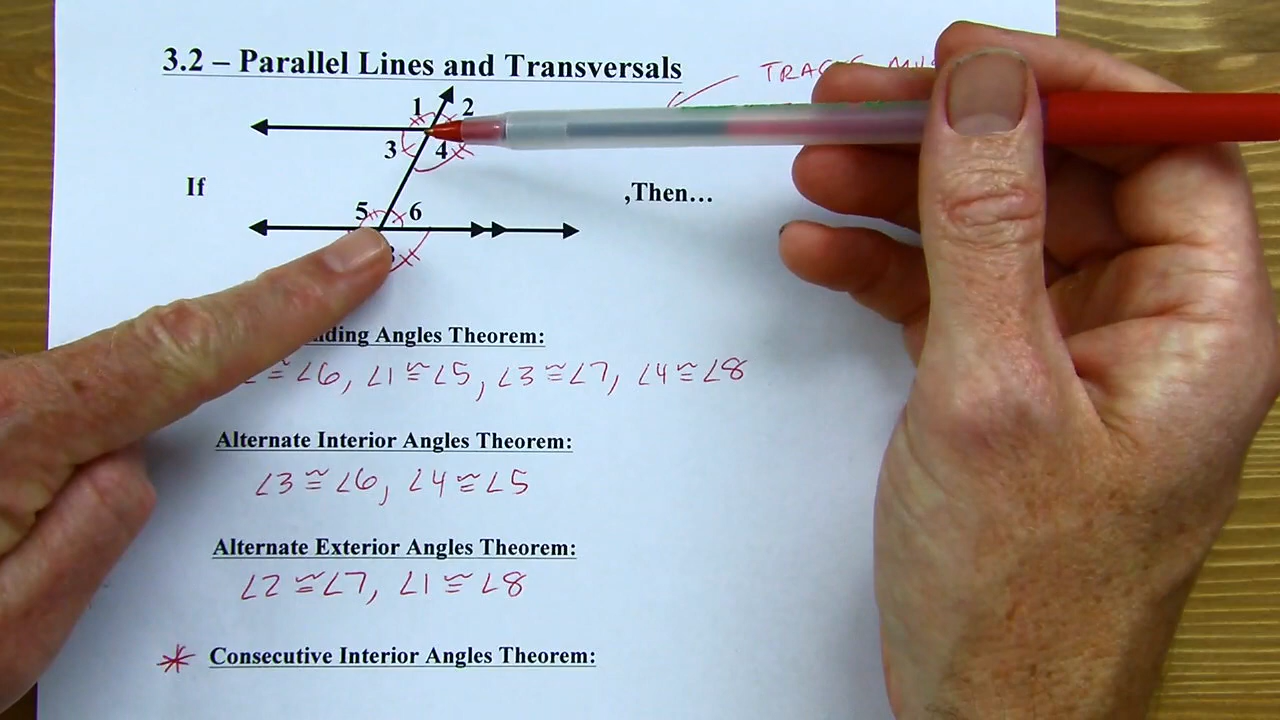 3.2 – Parallel Lines and Transversals
1 2
3 4
If
,Then…
5 6
Angles Theorem:
≅ ∠6, ∠1 ≅ ∠5, ∠3 ≅ ∠7, ∠4 ≅ ∠8
Alternate Interior Angles Theorem:
∠3 ≅ ∠6, ∠4 ≅ ∠5
Alternate Exterior Angles Theorem:
∠2 ≅ ∠7, ∠1 ≅ ∠8
* Consecutive Interior Angles Theorem: